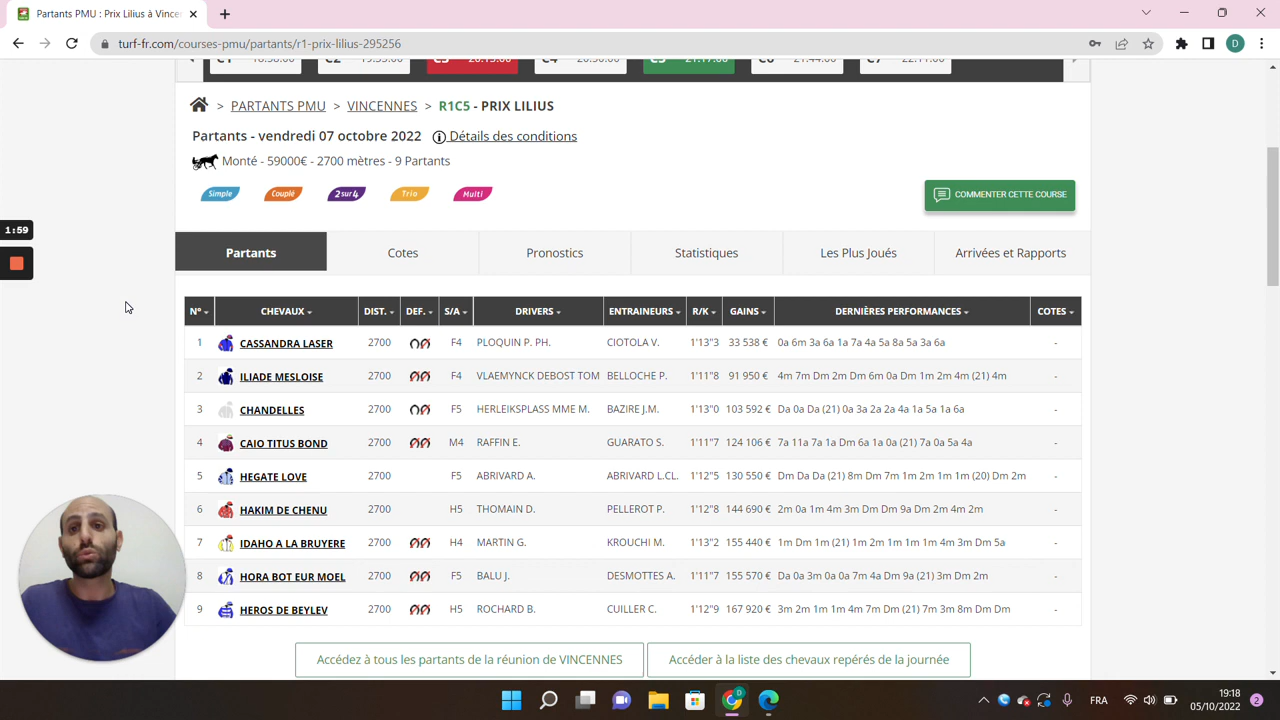 Partants PMU : Prix Lilius à Vince
turf-fr.com/courses-pmu/partants/r1-prix-lilius-295256
D
C1 C2 C3 C4 C5 C6 C7
> PARTANTS PMU > VINCENNES > R1C5 - PRIX LILIUS
Partants - vendredi 07 octobre 2022 Détails des conditions
Monté - 59000€ - 2700 mètres - 9 Partants
Simple Couplé 2sur4 Trio Multi
COMMENTER CETTE COURSE
1:59
Partants Cotes Pronostics Statistiques Les Plus Joués Arrivées et Rapports
N° CHEVAUX DIST. DEF. S/A DRIVERS ENTRAINEURS R/K GAINS DERNIÈRES PERFORMANCES COTES
1 CASSANDRA LASER 2700 F4 PLOQUIN P. PH. CIOTOLA V. 1'13"3 33 538 € 0a 6m 3a 6a 1a 7a 4a 5a 8a 5a 3a 6a -
2 ILIADE MESLOISE 2700 F4 VLAEMYNCK DEBOST TOM BELLOCHE P. 1'11"8 91 950 € 4m 7m Dm 2m Dm 6m 0a Dm 1m 2m 4m (21) 4m -
3 CHANDELLES 2700 F5 HERLEIKSPLASS MME M. BAZIRE J.M. 1'13"0 103 592 € Da 0a Da (21) 0a 3a 2a 2a 4a 1a 5a 1a 6a -
4 CAIO TITUS BOND 2700 M4 RAFFIN E. GUARATO S. 1'11"7 124 106 € 7a 11a 7a 1a Dm 6a 1a 0a (21) 7a 0a 5a 4a -
5 HEGATE LOVE 2700 F5 ABRIVARD A. ABRIVARD L.CL. 1'12"5 130 550 € Dm Da Da (21) 8m Dm 7m 1m 2m 1m 1m (20) Dm 2m -
6 HAKIM DE CHENU 2700 H5 THOMAIN D. PELLEROT P. 1'12"8 144 690 € 2m 0a 1m 4m 3m Dm Dm 9a Dm 2m 4m 2m -
7 IDAHO A LA BRUYERE 2700 H4 MARTIN G. KROUCHI M. 1'13"2 155 440 € 1m Dm 1m (21) 1m 2m 1m 1m 1m 4m 3m Dm 5a -
8 HORA BOT EUR MOEL 2700 F5 BALU J. DESMOTTES A. 1'11"7 155 570 € Da 0a 3m 0a 0a 7m 4a Dm 9a (21) 3m Dm 2m -
9 HEROS DE BEYLEV 2700 H5 ROCHARD B. CUILLER C. 1'12"9 167 920 € 3m 2m 1m 1m 4m 7m Dm (21) 7m 3m 8m Dm Dm -
Accédez à tous les partants de la réunion de VINCENNES Accéder à la liste des chevaux repérés de la journée
FRA 19:18
05/10/2022 2